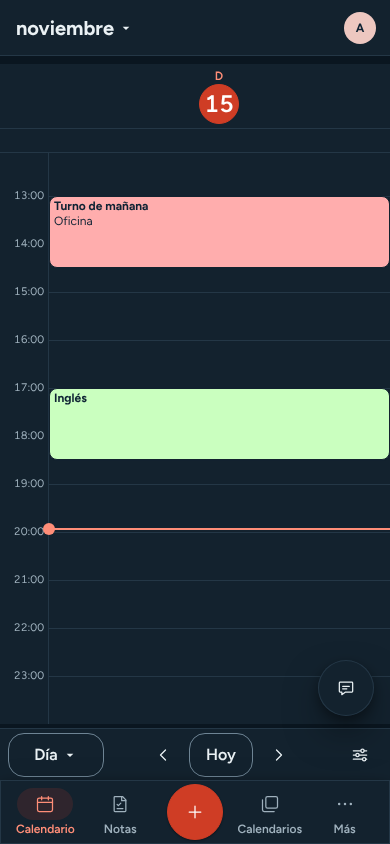 noviembre
A
D
15
13:00
Turno de mañana
Oficina
14:00
15:00
16:00
17:00
Inglés
18:00
19:00
20:00
21:00
22:00
23:00
Día
Hoy
Calendario
Notas
Calendarios
Más